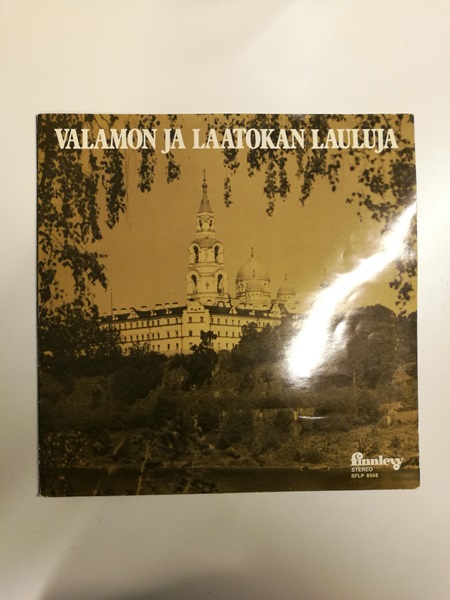 VALAMON JA LAATOKAN LAULUJA
finnlevy
STEREO
SFLP 8548